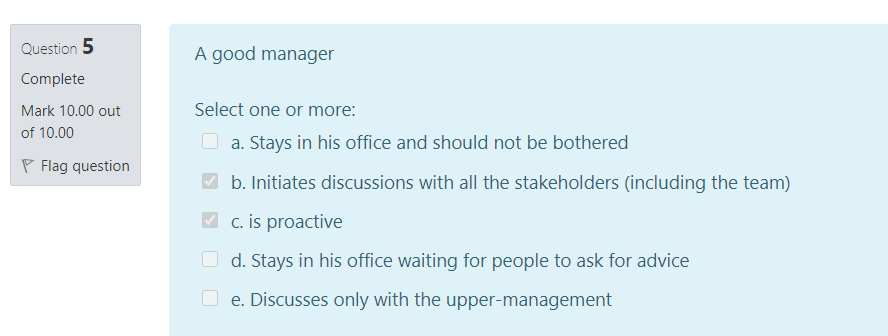 Question 5
Complete
Mark 10.00 out
of 10.00
Flag question
A good manager
Select one or more:
a. Stays in his office and should not be bothered
b. Initiates discussions with all the stakeholders (including the team)
c. is proactive
d. Stays in his office waiting for people to ask for advice
e. Discusses only with the upper-management